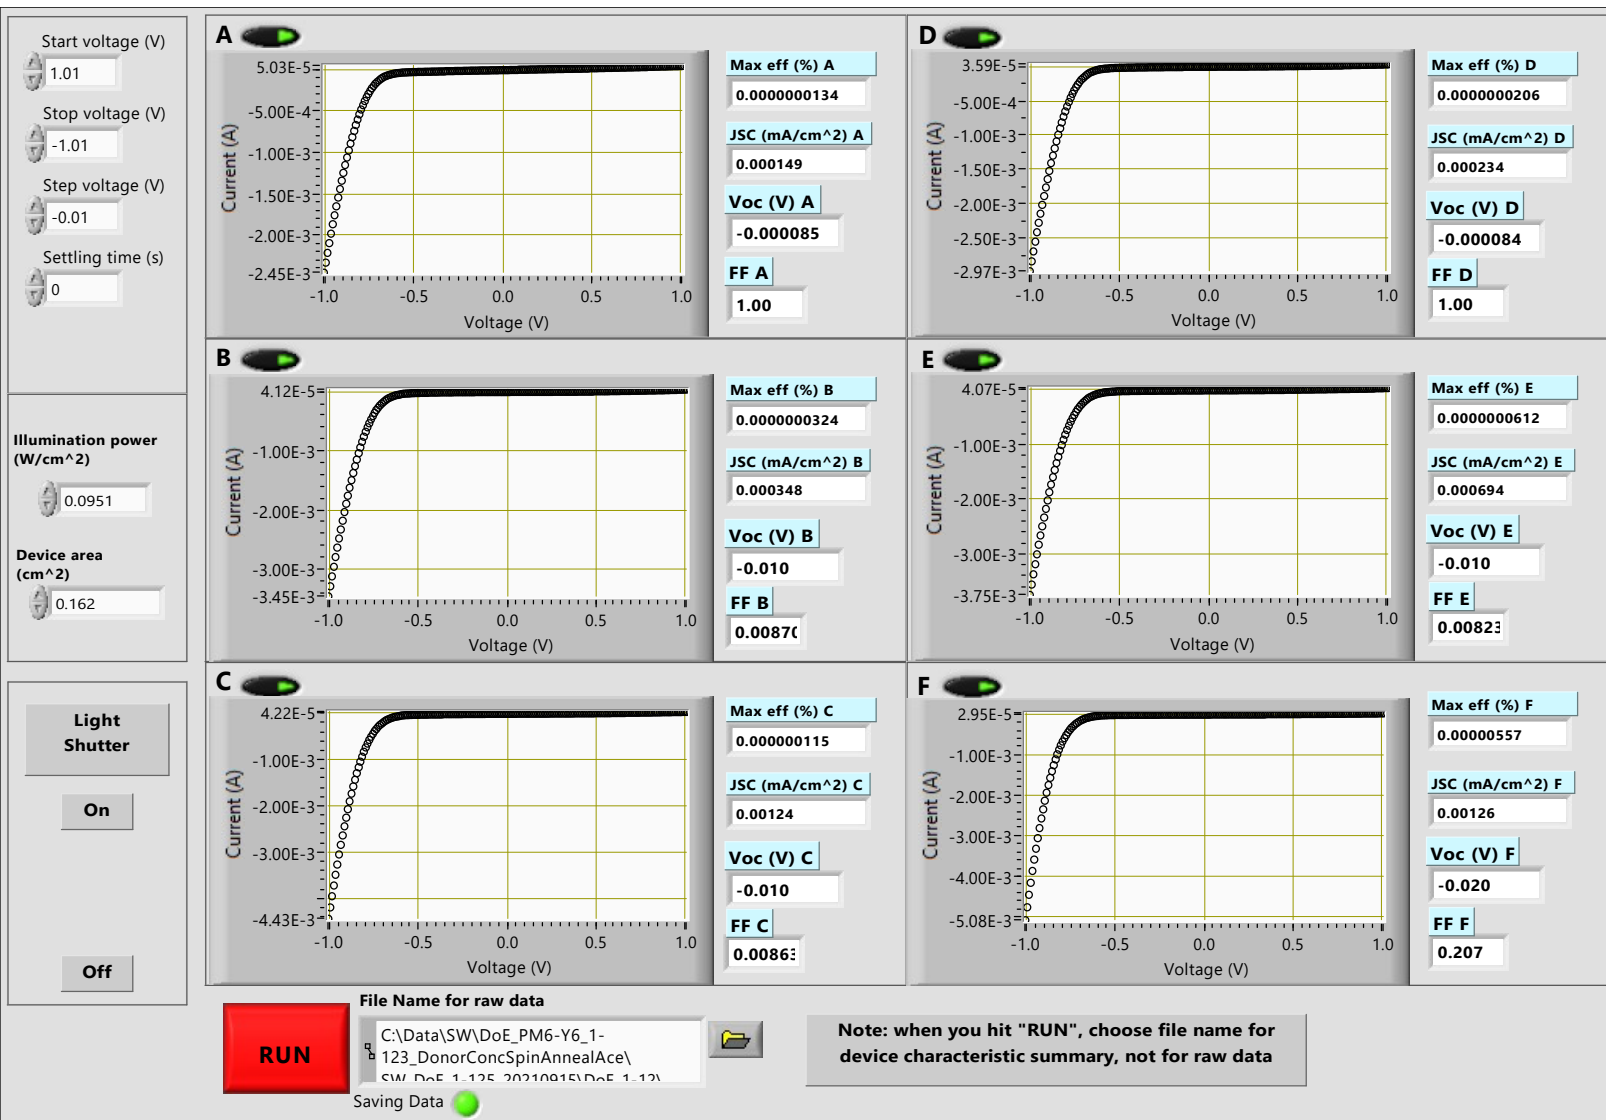 Start voltage (V)
1.01
Stop voltage (V)
-1.01
Step voltage (V)
-0.01
Settling time (s)
0
Illumination power
(W/cm^2)
0.0951
Device area
(cm^2)
0.162
Light
Shutter
On
Off
A
5.03E-5
-5.00E-4
-1.00E-3
-1.50E-3
-2.00E-3
-2.45E-3
Current (A)
-1.0 -0.5 0.0 0.5 1.0
Voltage (V)
Max eff (%) A
0.0000000134
JSC (mA/cm^2) A
0.000149
Voc (V) A
-0.000085
FF A
1.00
D
3.59E-5
-5.00E-4
-1.00E-3
-1.50E-3
-2.00E-3
-2.50E-3
-2.97E-3
Current (A)
-1.0 -0.5 0.0 0.5 1.0
Voltage (V)
Max eff (%) D
0.0000000206
JSC (mA/cm^2) D
0.000234
Voc (V) D
-0.000084
FF D
1.00
B
4.12E-5
-1.00E-3
-2.00E-3
-3.00E-3
-3.45E-3
Current (A)
-1.0 -0.5 0.0 0.5 1.0
Voltage (V)
Max eff (%) B
0.0000000324
JSC (mA/cm^2) B
0.000348
Voc (V) B
-0.010
FF B
0.00870
E
4.07E-5
-1.00E-3
-2.00E-3
-3.00E-3
-3.75E-3
Current (A)
-1.0 -0.5 0.0 0.5 1.0
Voltage (V)
Max eff (%) E
0.0000000612
JSC (mA/cm^2) E
0.000694
Voc (V) E
-0.010
FF E
0.00823
C
4.22E-5
-1.00E-3
-2.00E-3
-3.00E-3
-4.43E-3
Current (A)
-1.0 -0.5 0.0 0.5 1.0
Voltage (V)
Max eff (%) C
0.000000115
JSC (mA/cm^2) C
0.00124
Voc (V) C
-0.010
FF C
0.00863
F
2.95E-5
-1.00E-3
-2.00E-3
-3.00E-3
-4.00E-3
-5.08E-3
Current (A)
-1.0 -0.5 0.0 0.5 1.0
Voltage (V)
Max eff (%) F
0.00000557
JSC (mA/cm^2) F
0.00126
Voc (V) F
-0.020
FF F
0.207
RUN
File Name for raw data
C:\Data\SW\DoE_PM6-Y6_1-
123_DonorConcSpinAnnealAce\
SW_DoE_1-125_20210915\DoE_1-12\
Saving Data
Note: when you hit "RUN", choose file name for
device characteristic summary, not for raw data